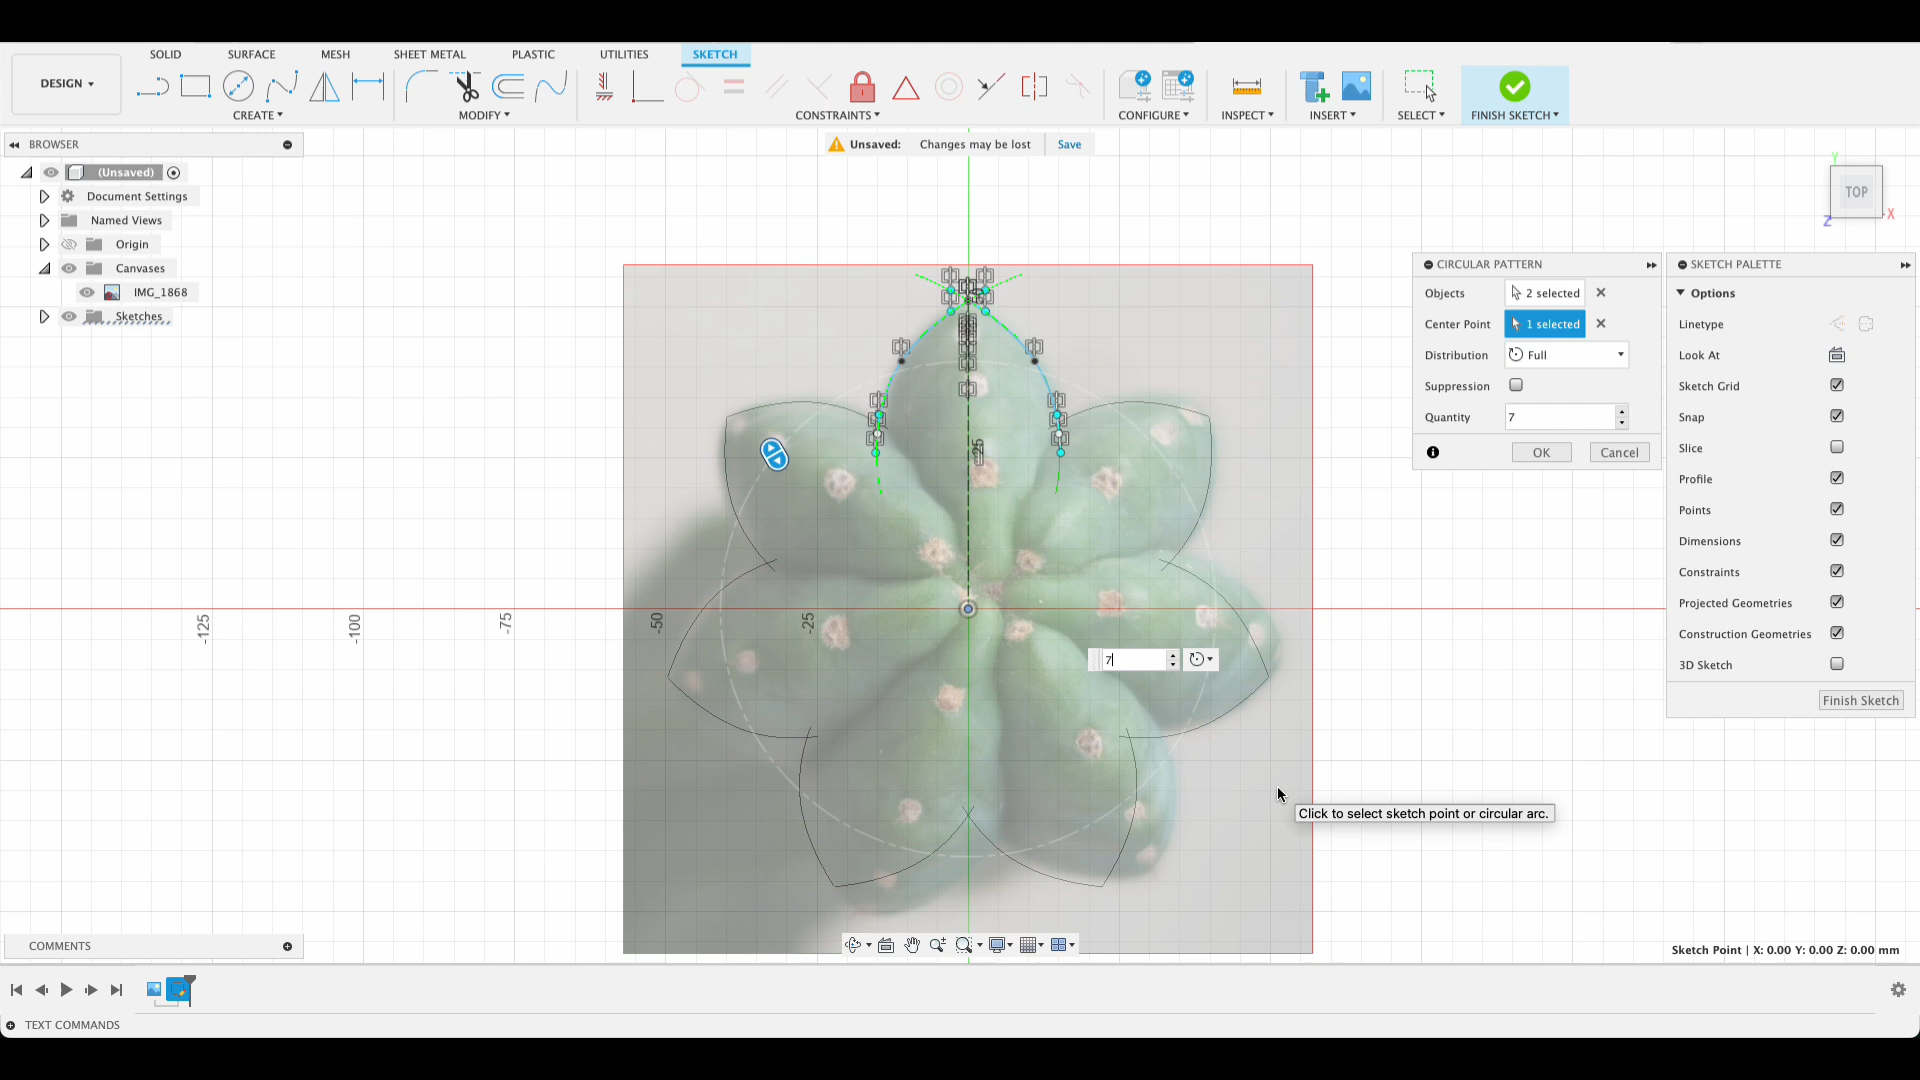 SOLID SURFACE MESH SHEET METAL PLASTIC UTILITIES SKETCH
DESIGN
CREATE MODIFY CONSTRAINTS CONFIGURE INSPECT INSERT SELECT FINISH SKETCH
BROWSER
Unsaved: Changes may be lost Save
(Unsaved)
Document Settings
Named Views
Origin
Canvases
IMG_1868
Sketches
Y
TOP
X
Z
CIRCULAR PATTERN
Objects 2 selected
Center Point 1 selected
Distribution Full
Suppression
Quantity 7
OK Cancel
SKETCH PALETTE
Options
Linetype
Look At
Sketch Grid
Snap
Slice
Profile
Points
Dimensions
Constraints
Projected Geometries
Construction Geometries
3D Sketch
Finish Sketch
25
-125 -100 -75 -50 -25
7
Click to select sketch point or circular arc.
COMMENTS
Sketch Point | X: 0.00 Y: 0.00 Z: 0.00 mm
TEXT COMMANDS